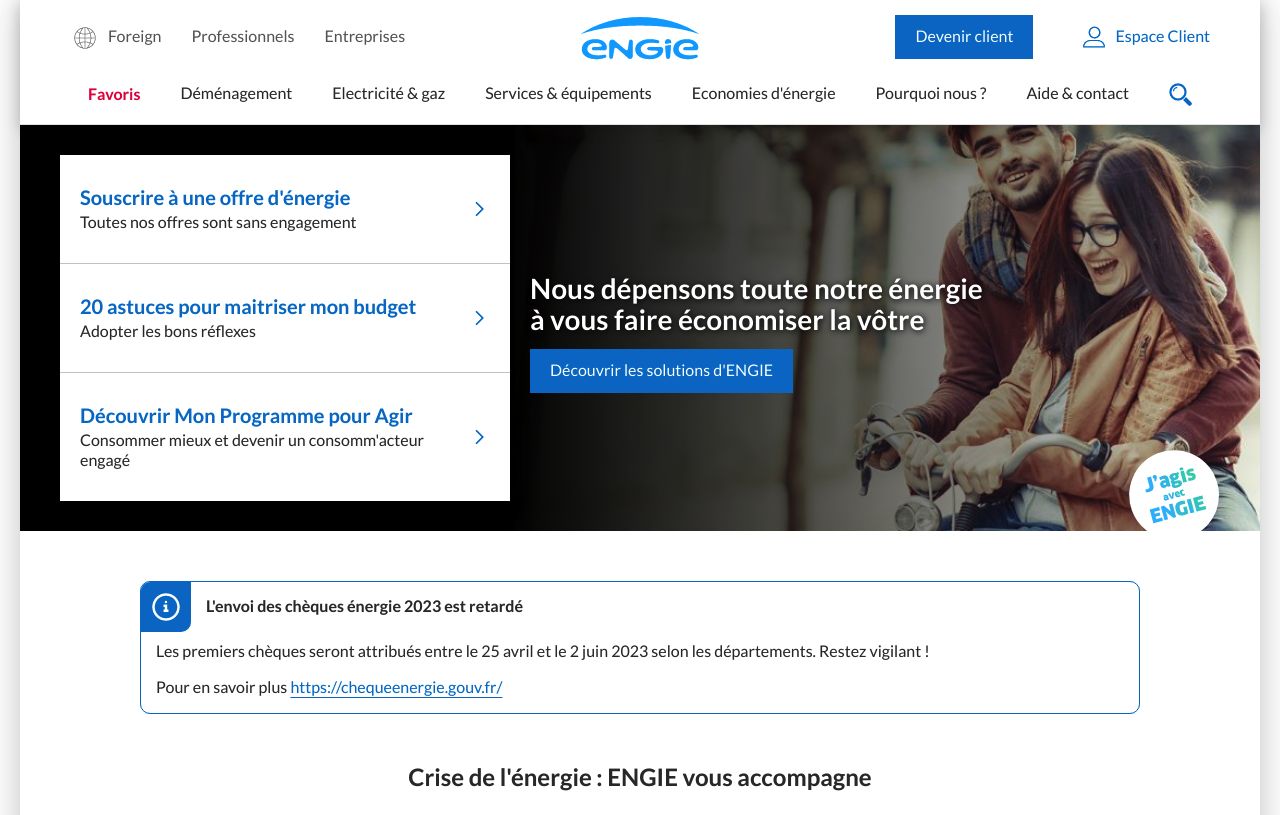 Foreign
Professionnels
Entreprises
ENGIE
Devenir client
Espace Client
Favoris
Déménagement
Electricité & gaz
Services & équipements
Economies d'énergie
Pourquoi nous ?
Aide & contact
Souscrire à une offre d'énergie
Toutes nos offres sont sans engagement
20 astuces pour maitriser mon budget
Adopter les bons réflexes
Découvrir Mon Programme pour Agir
Consommer mieux et devenir un consomm'acteur
engagé
Nous dépensons toute notre énergie
à vous faire économiser la vôtre
Découvrir les solutions d'ENGIE
J'agis
avec
ENGIE
L'envoi des chèques énergie 2023 est retardé
Les premiers chèques seront attribués entre le 25 avril et le 2 juin 2023 selon les départements. Restez vigilant !
Pour en savoir plus https://chequeenergie.gouv.fr/
Crise de l'énergie : ENGIE vous accompagne